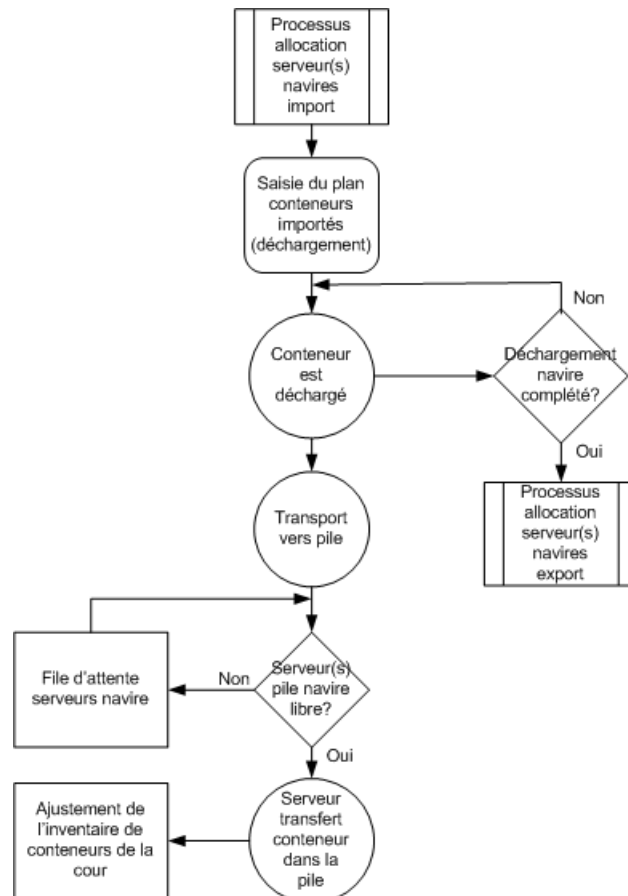 Processus
allocation
serveur(s)
navires
import
Saisie du plan
conteneurs
importés
(déchargement)
Non
Conteneur
est
déchargé
Déchargement
navire
complété?
Oui
Processus
allocation
serveur(s)
navires
export
Transport
vers pile
File d'attente
serveurs navire
Non
Serveur(s)
pile navire
libre?
Oui
Ajustement de
l'inventaire de
conteneurs de la
cour
Serveur
transfert
conteneur
dans la
pile